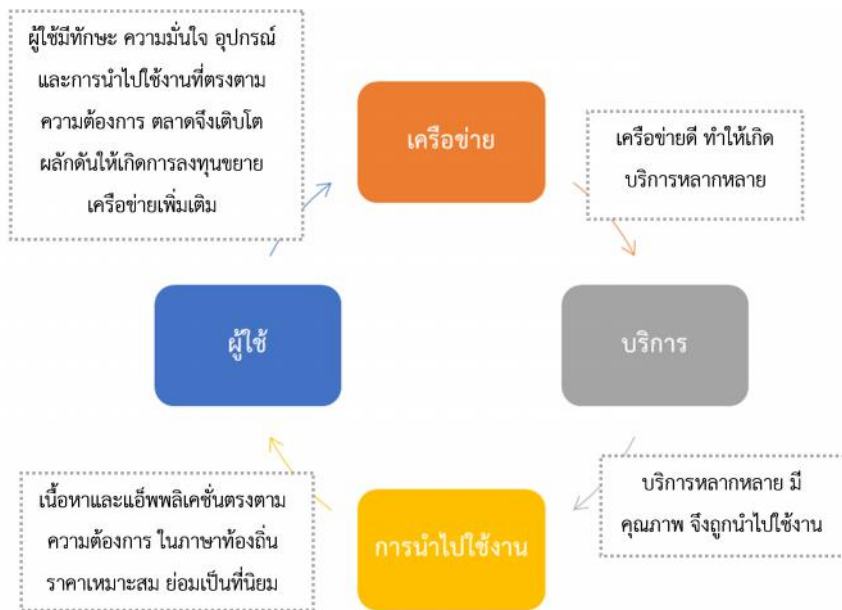 ผู้ใช้มีทักษะ ความมั่นใจ อุปกรณ์
และการนำไปใช้งานที่ตรงตาม
ความต้องการ ตลาดจึงเติบโต
ผลักดันให้เกิดการลงทุนขยาย
เครือข่ายเพิ่มเติม
เครือข่าย
เครือข่ายดี ทำให้เกิด
บริการหลากหลาย
ผู้ใช้
บริการ
เนื้อหาและแอ็พพลิเคชั่นตรงตาม
ความต้องการ ในภาษาท้องถิ่น
ราคาเหมาะสม ย่อมเป็นที่นิยม
การนำไปใช้งาน
บริการหลากหลาย มี
คุณภาพ จึงถูกนำไปใช้งาน